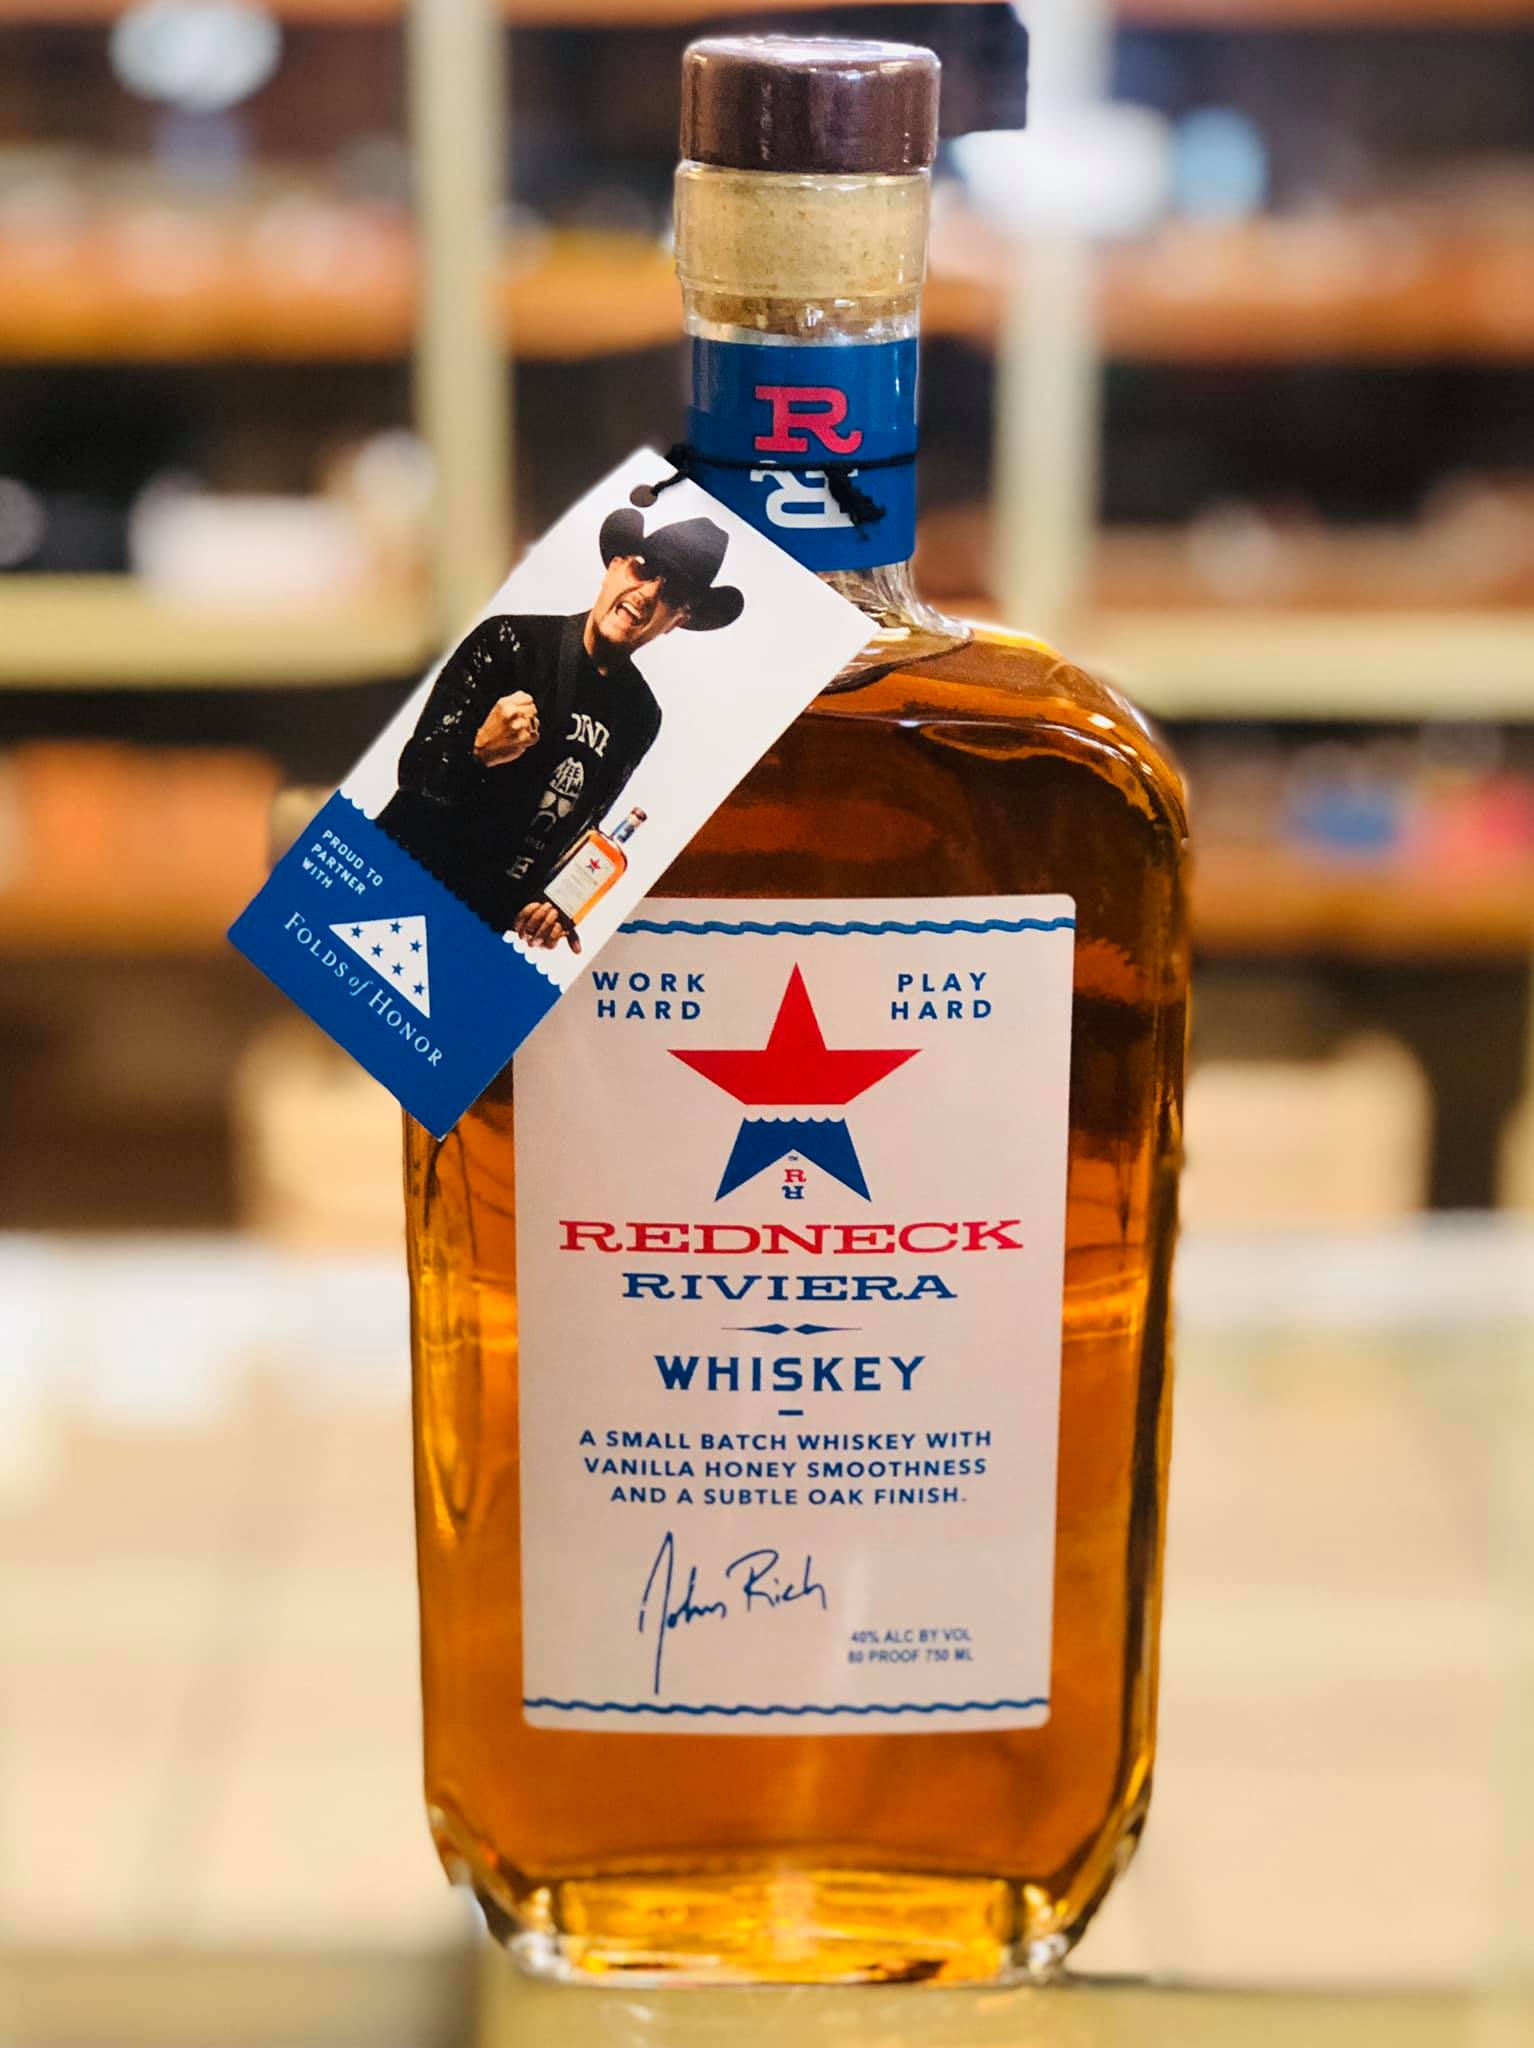 R
R
PROUD TO
PARTNER
WITH
FOLDS of HONOR
WORK
HARD
PLAY
HARD
R
R
REDNECK
RIVIERA
WHISKEY
A SMALL BATCH WHISKEY WITH
VANILLA HONEY SMOOTHNESS
AND A SUBTLE OAK FINISH.
John Rich
40% ALC BY VOL
80 PROOF 750 ML